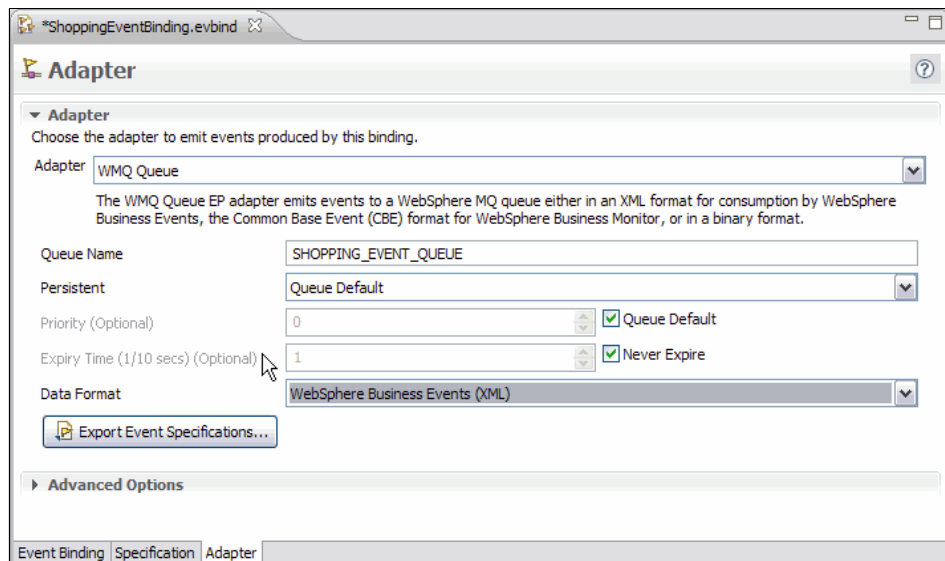 *ShoppingEventBinding.evbind
Adapter
?
Adapter
Choose the adapter to emit events produced by this binding.
Adapter WMQ Queue
The WMQ Queue EP adapter emits events to a WebSphere MQ queue either in an XML format for consumption by WebSphere
Business Events, the Common Base Event (CBE) format for WebSphere Business Monitor, or in a binary format.
Queue Name SHOPPING_EVENT_QUEUE
Persistent Queue Default
Priority (Optional) 0 Queue Default
Expiry Time (1/10 secs) (Optional) 1 Never Expire
Data Format WebSphere Business Events (XML)
Export Event Specifications...
Advanced Options
Event Binding Specification Adapter